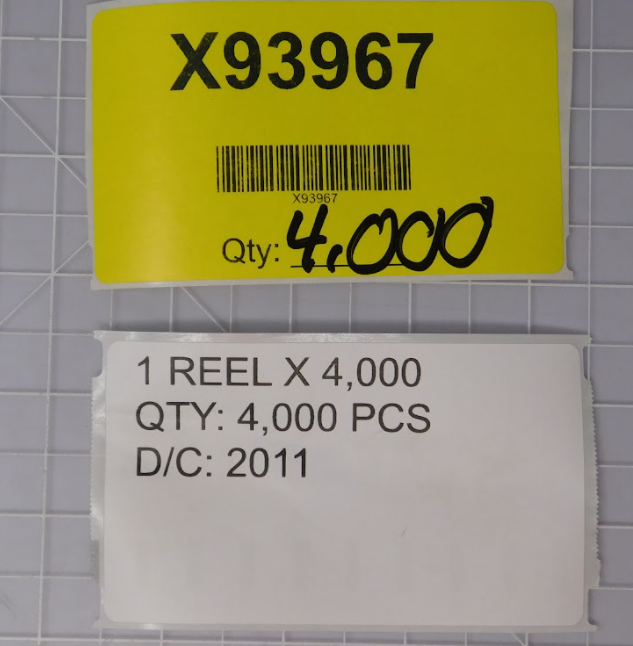 X93967
X93967
Qty: 4,000
1 REEL X 4,000
QTY: 4,000 PCS
D/C: 2011